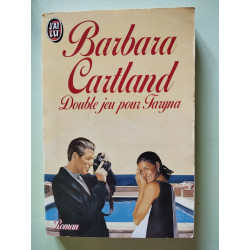 J'AI
LU
Barbara
Cartland
Double jeu pour Taryna
Roman